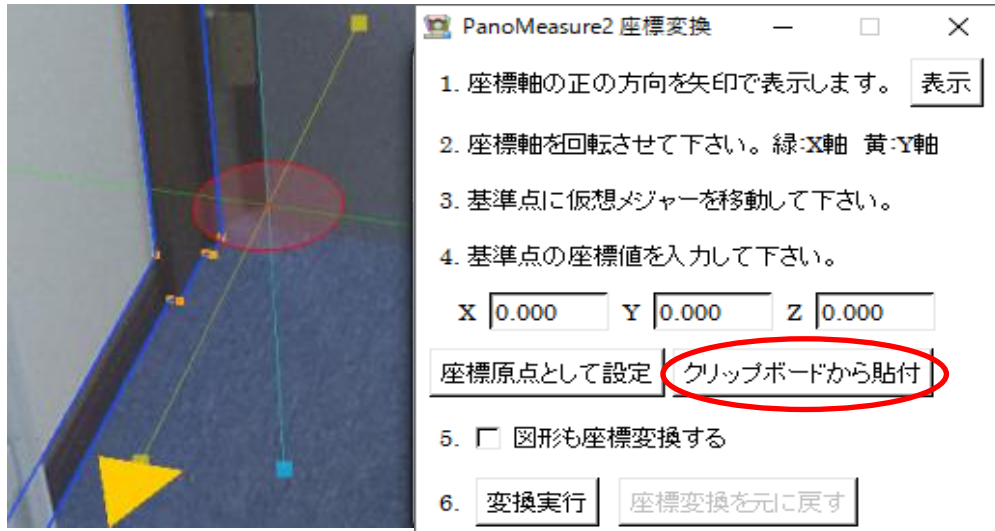 PanoMeasure2 座標変換
1. 座標軸の正の方向を矢印で表示します。 表示
2. 座標軸を回転させて下さい。緑:X軸 黄:Y軸
3. 基準点に仮想メジャーを移動して下さい。
4. 基準点の座標値を入力して下さい。
X 0.000 Y 0.000 Z 0.000
座標原点として設定 クリップボードから貼付
5. 図形も座標変換する
6. 変換実行 座標変換を元に戻す